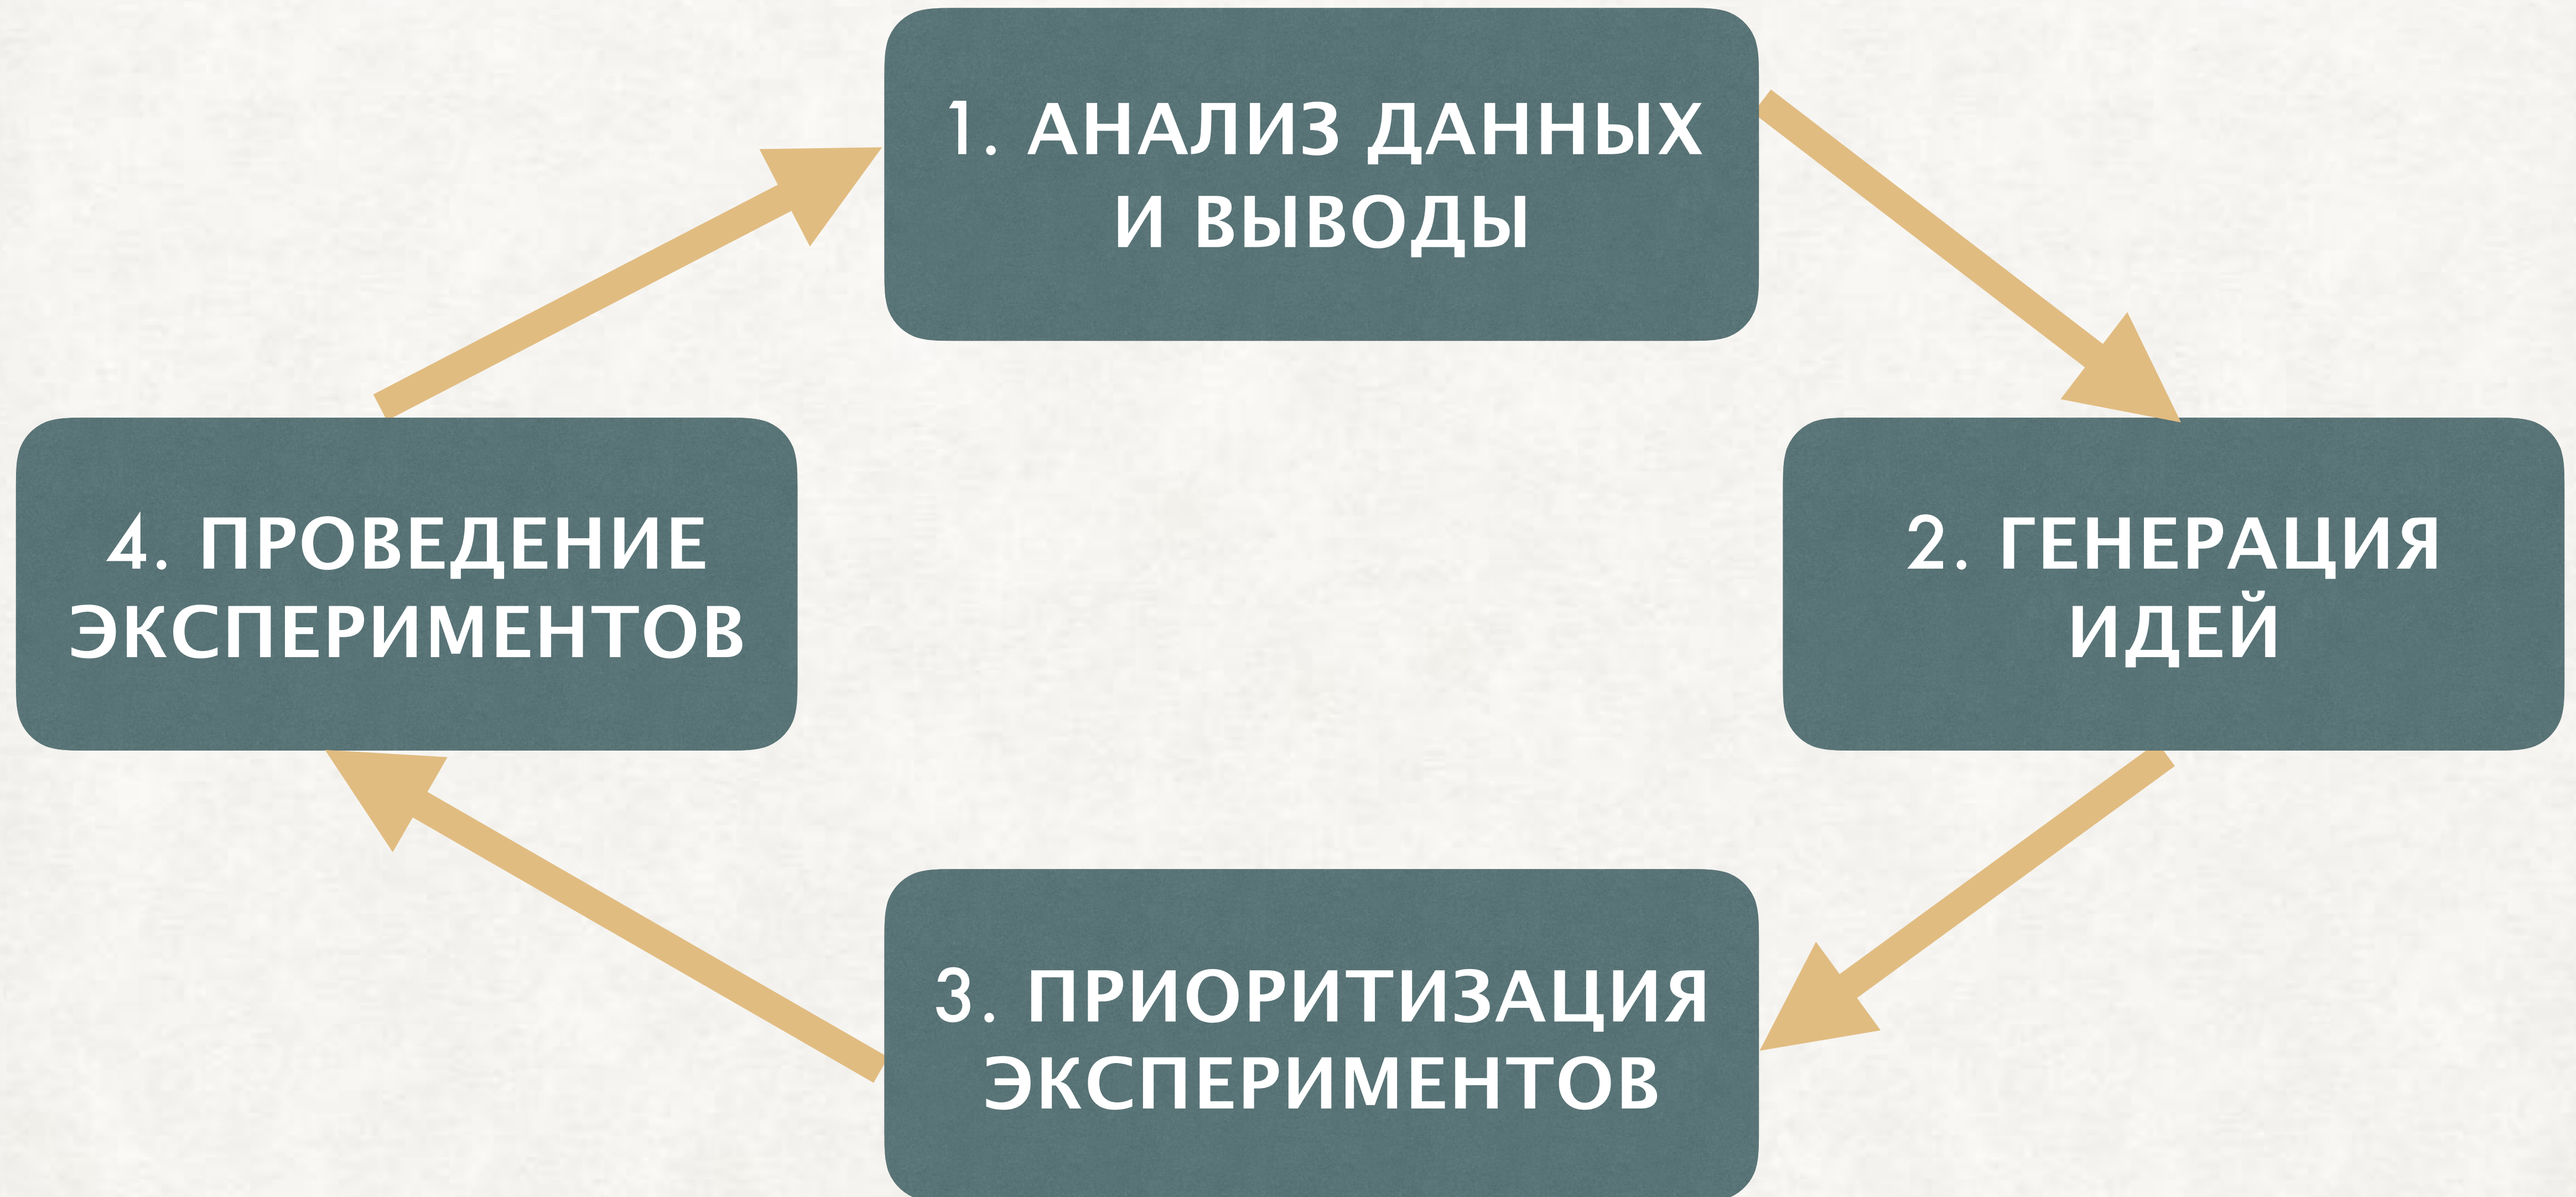 1. АНАЛИЗ ДАННЫХ
И ВЫВОДЫ
2. ГЕНЕРАЦИЯ
ИДЕЙ
3. ПРИОРИТИЗАЦИЯ
ЭКСПЕРИМЕНТОВ
4. ПРОВЕДЕНИЕ
ЭКСПЕРИМЕНТОВ